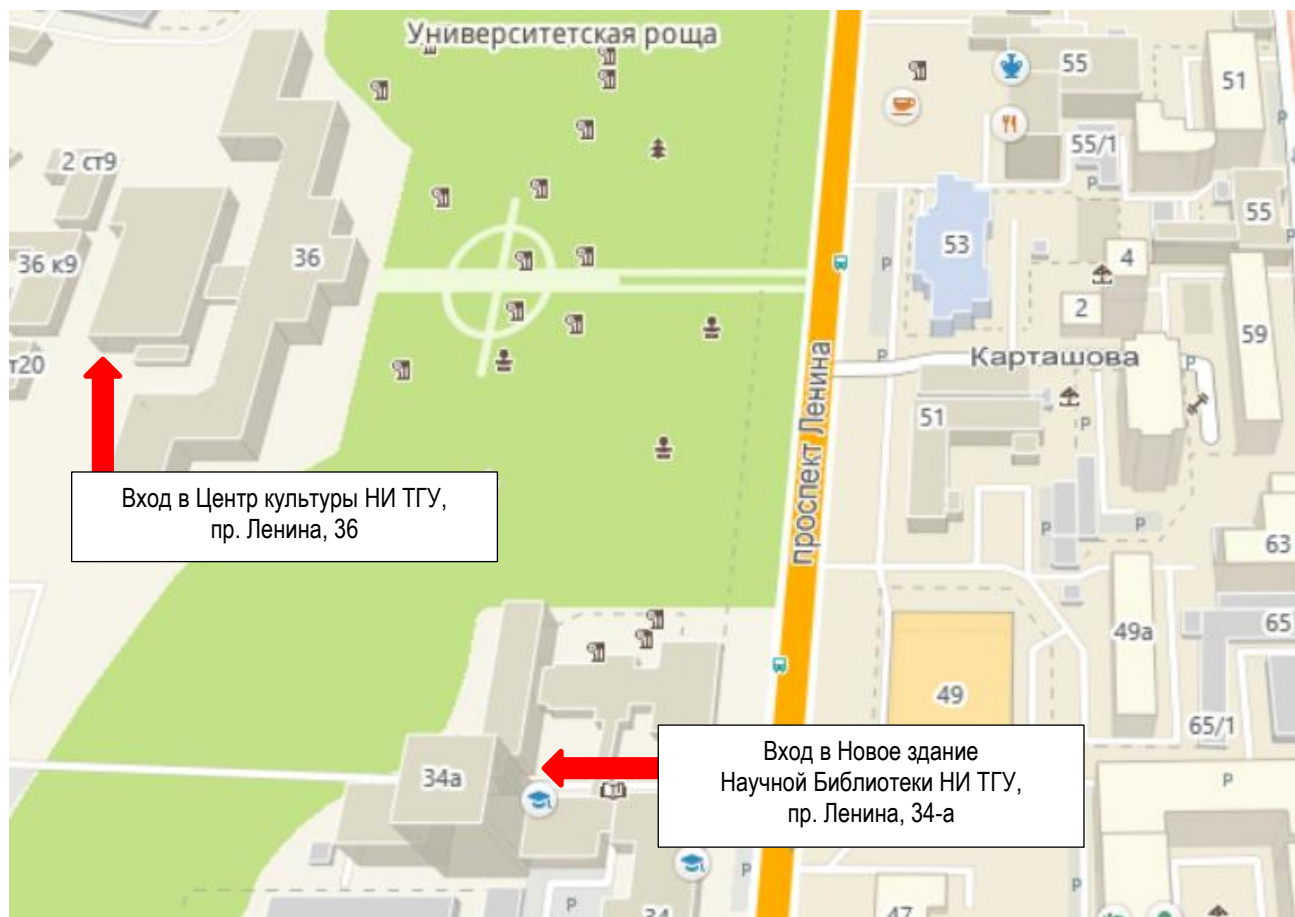 Университетская роща
55
51
2 ст9
55/1
P
P
55
36 к9
36
53
P
P
4
2
т20
P
59
P
Карташова
проспект Ленина
51
P
Вход в Центр культуры НИ ТГУ,
пр. Ленина, 36
P
P
63
49а
65
49
65/1
Вход в Новое здание
Научной Библиотеки НИ ТГУ,
пр. Ленина, 34-а
34а
P
P
P
P
34
47